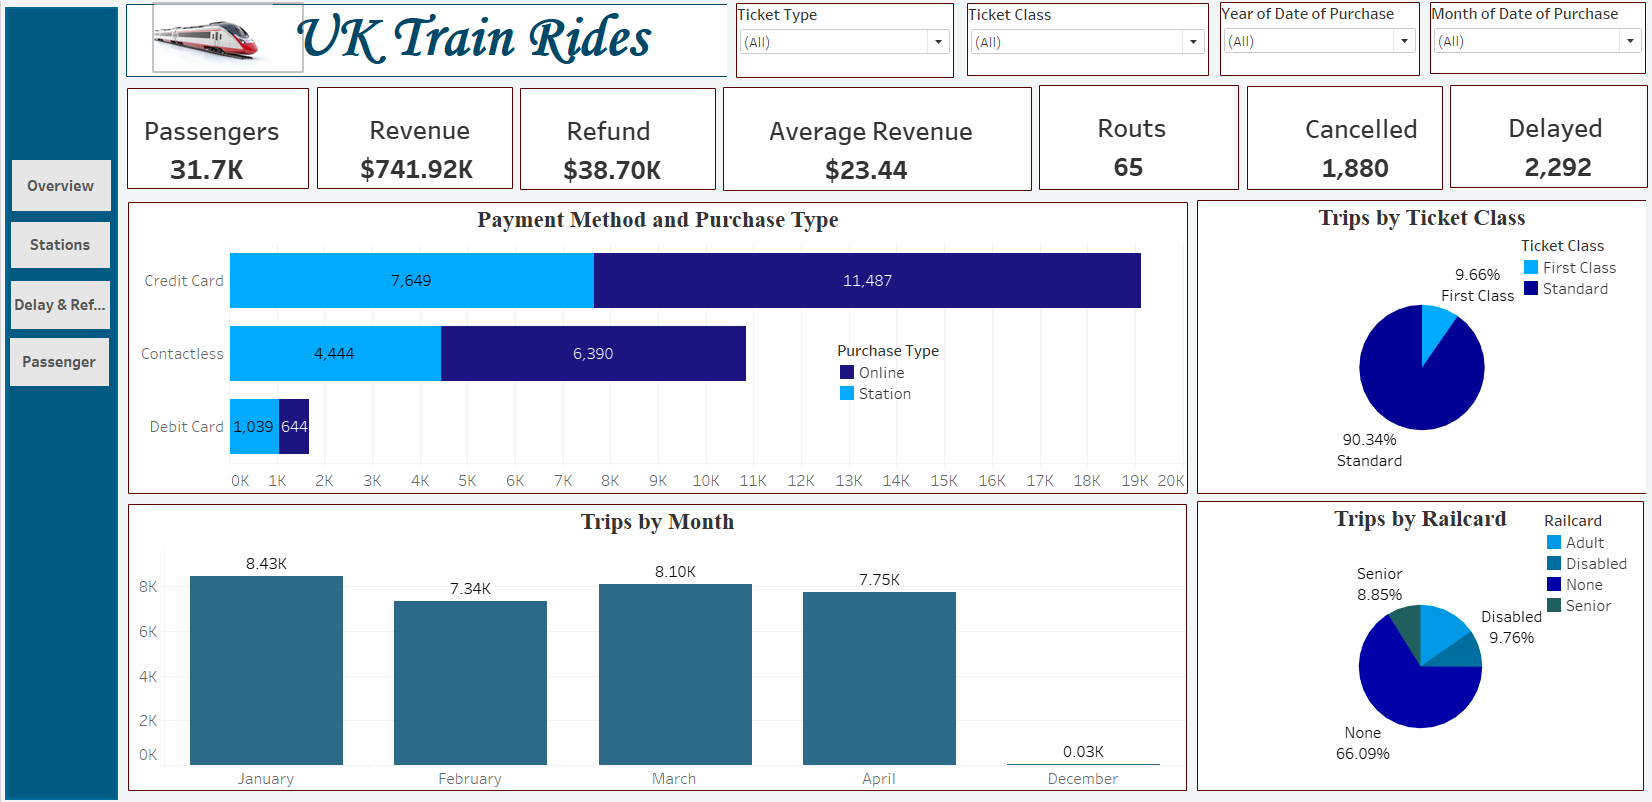 UK Train Rides
Ticket Type
(All)
Ticket Class
(All)
Year of Date of Purchase
(All)
Month of Date of Purchase
(All)
Overview
Stations
Delay & Ref...
Passenger
Passengers
31.7K
Revenue
$741.92K
Refund
$38.70K
Average Revenue
$23.44
Routs
65
Cancelled
1,880
Delayed
2,292
Payment Method and Purchase Type
Credit Card
7,649
11,487
Contactless
4,444
6,390
Debit Card
1,039
644
Purchase Type
Online
Station
0K 1K 2K 3K 4K 5K 6K 7K 8K 9K 10K 11K 12K 13K 14K 15K 16K 17K 18K 19K 20K
Trips by Ticket Class
Ticket Class
First Class
Standard
9.66%
First Class
90.34%
Standard
Trips by Month
8K
6K
4K
2K
0K
8.43K
7.34K
8.10K
7.75K
0.03K
January February March April December
Trips by Railcard
Railcard
Adult
Disabled
None
Senior
Senior
8.85%
Disabled
9.76%
None
66.09%